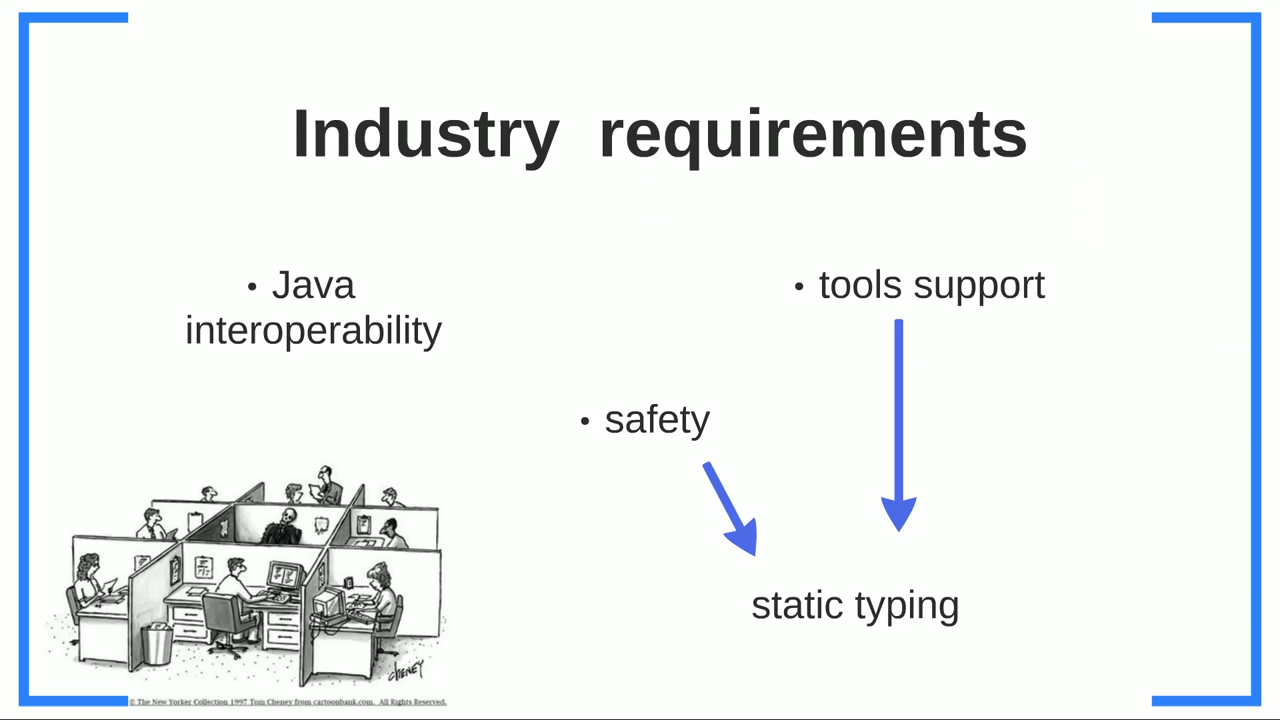 Industry requirements
• Java
interoperability
• tools support
• safety
static typing
CHENEY
© The New Yorker Collection 1997 Tom Cheney from cartoonbank.com. All Rights Reserved.